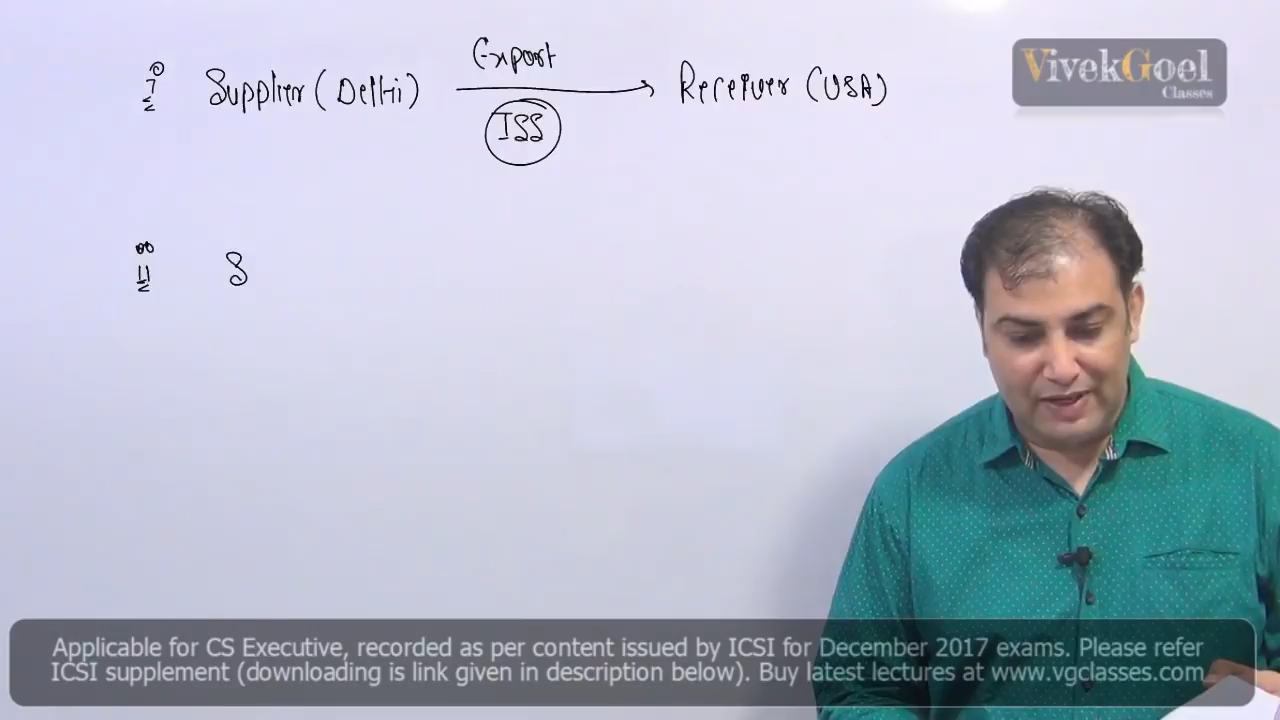 Export
i Supplier (Delhi) → Receiver (USA)
ISS
VivekGoel
Classes
ii S
Applicable for CS Executive, recorded as per content issued by ICSI for December 2017 exams. Please refer
ICSI supplement (downloading is link given in description below). Buy latest lectures at www.vgclasses.com